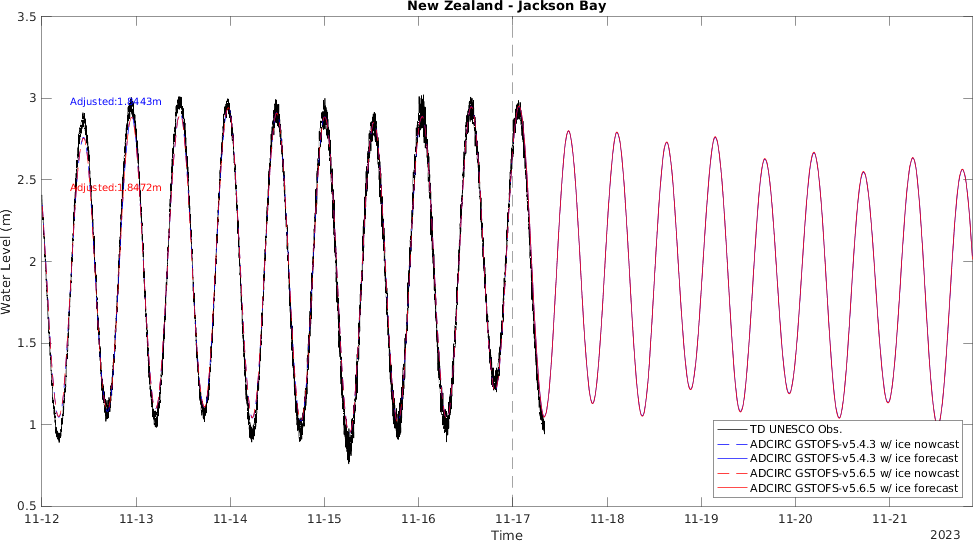 New Zealand - Jackson Bay
3.5
3
2.5
2
1.5
1
0.5
Water Level (m)
Adjusted:1.8443m
Adjusted:1.8472m
TD UNESCO Obs.
ADCIRC GSTOFS-v5.4.3 w/ ice nowcast
ADCIRC GSTOFS-v5.4.3 w/ ice forecast
ADCIRC GSTOFS-v5.6.5 w/ ice nowcast
ADCIRC GSTOFS-v5.6.5 w/ ice forecast
11-12 11-13 11-14 11-15 11-16 11-17 11-18 11-19 11-20 11-21
Time
2023